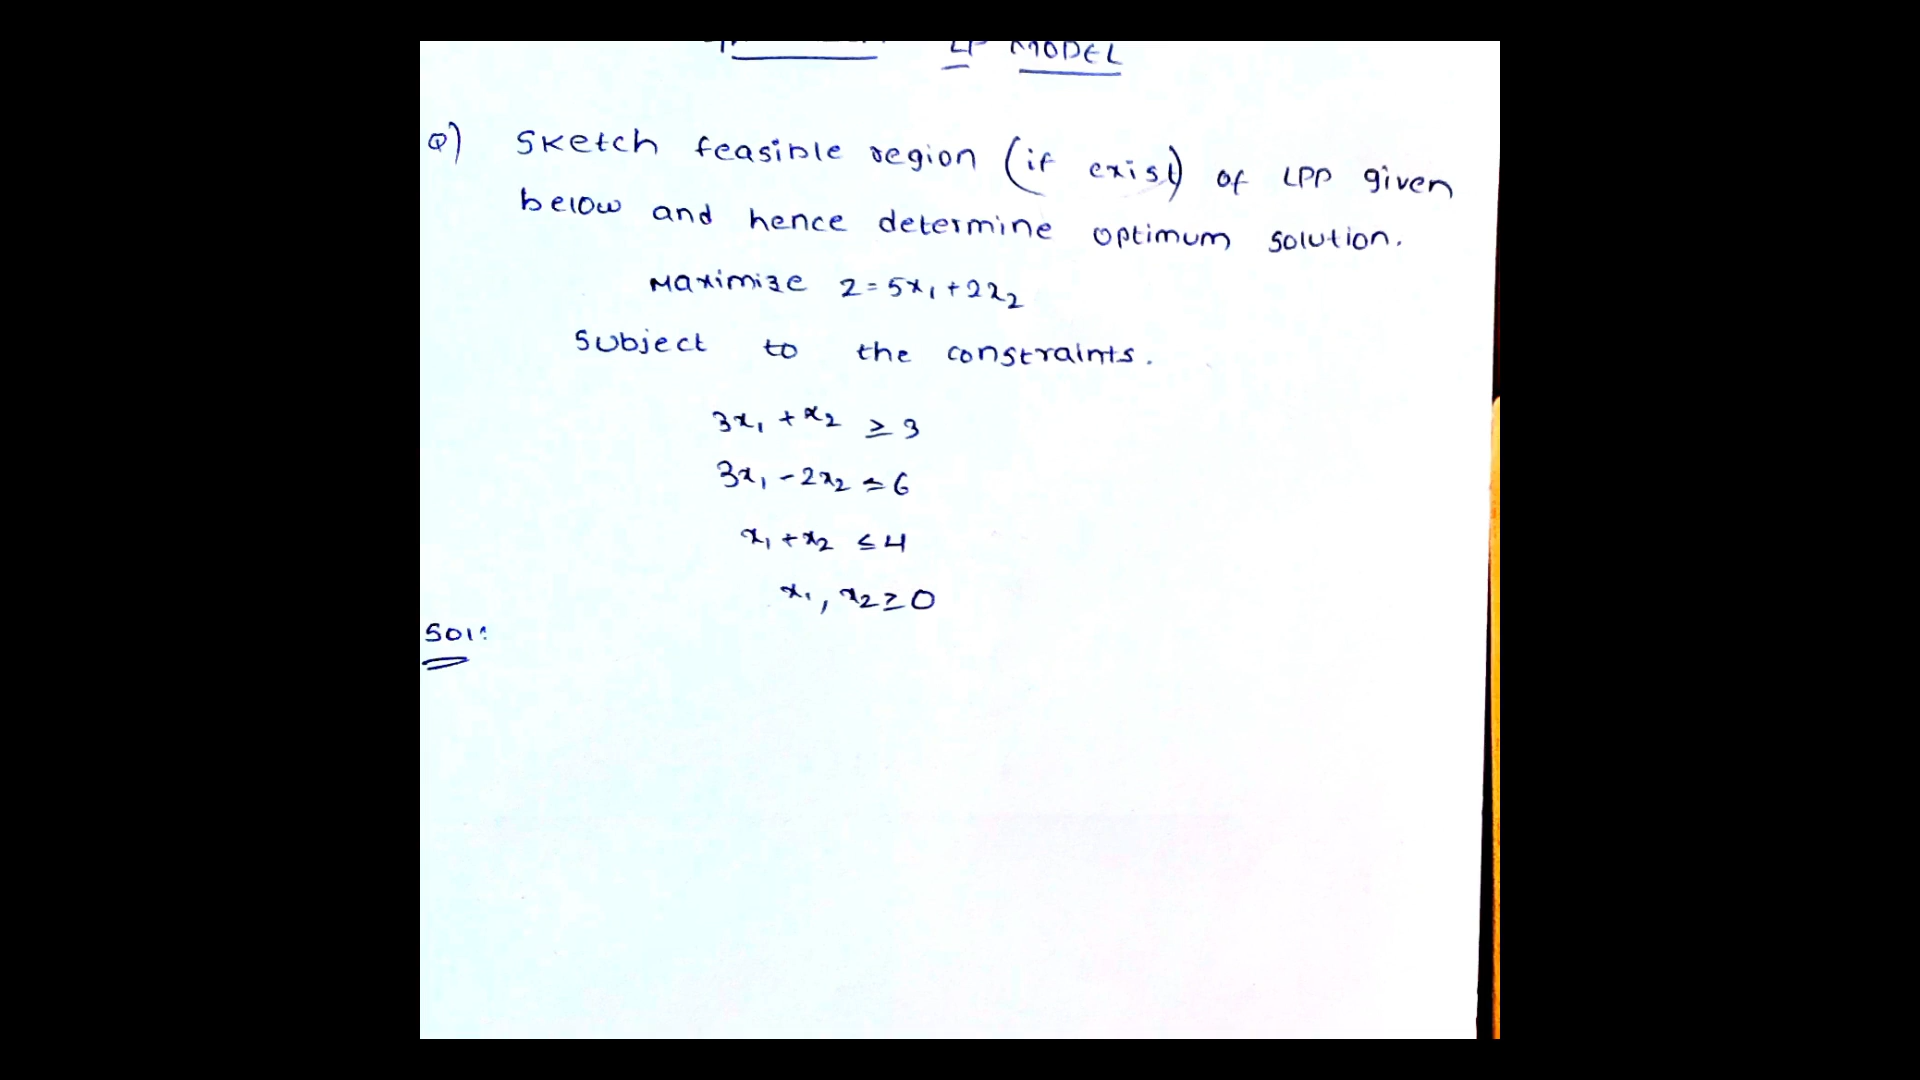 LP MODEL
Q) Sketch feasible region (if exist) of LPP given
below and hence determine optimum solution.
Maximize Z = 5x₁ + 2x₂
Subject to the constraints.
3x₁ + x₂ ≥ 3
3x₁ - 2x₂ ≤ 6
x₁ + x₂ ≤ 4
x₁, x₂ ≥ 0
Sol: